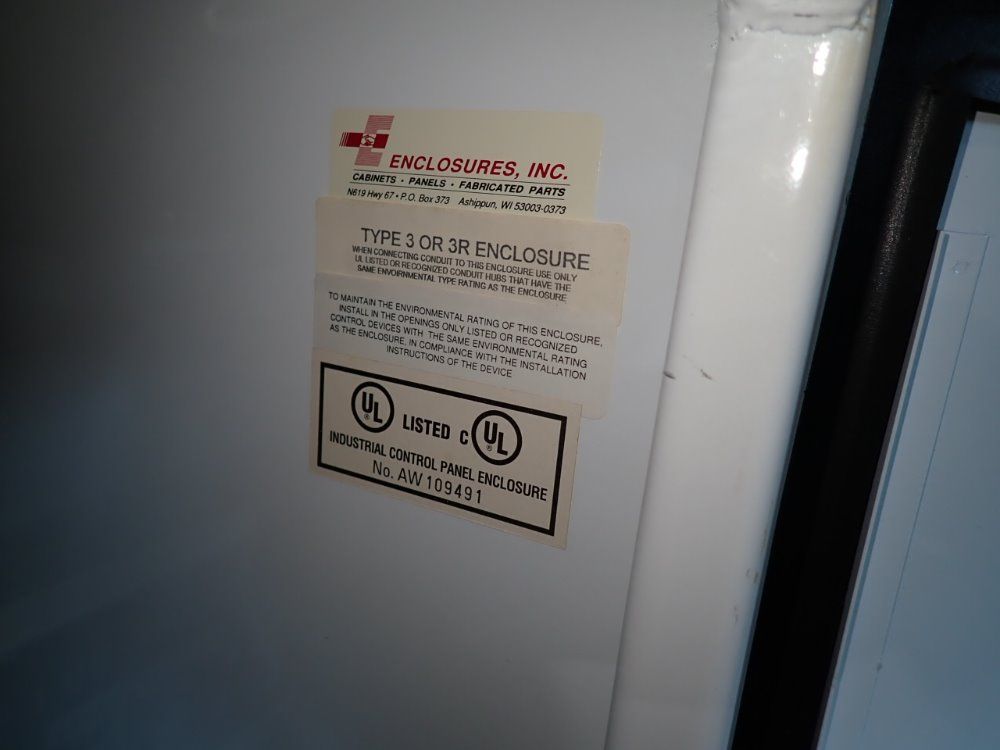 ENCLOSURES, INC.
CABINETS • PANELS • FABRICATED PARTS
N619 Hwy 67 • P.O. Box 373 Ashippun, WI 53003-0373
TYPE 3 OR 3R ENCLOSURE
WHEN CONNECTING CONDUIT TO THIS ENCLOSURE USE ONLY
UL LISTED OR RECOGNIZED CONDUIT HUBS THAT HAVE THE
SAME ENVOIRNMENTAL TYPE RATING AS THE ENCLOSURE
TO MAINTAIN THE ENVIRONMENTAL RATING OF THIS ENCLOSURE,
INSTALL IN THE OPENINGS ONLY LISTED OR RECOGNIZED
CONTROL DEVICES WITH THE SAME ENVIRONMENTAL RATING
AS THE ENCLOSURE, IN COMPLIANCE WITH THE INSTALLATION
INSTRUCTIONS OF THE DEVICE
UL ® LISTED C UL ®
INDUSTRIAL CONTROL PANEL ENCLOSURE
No. AW109491